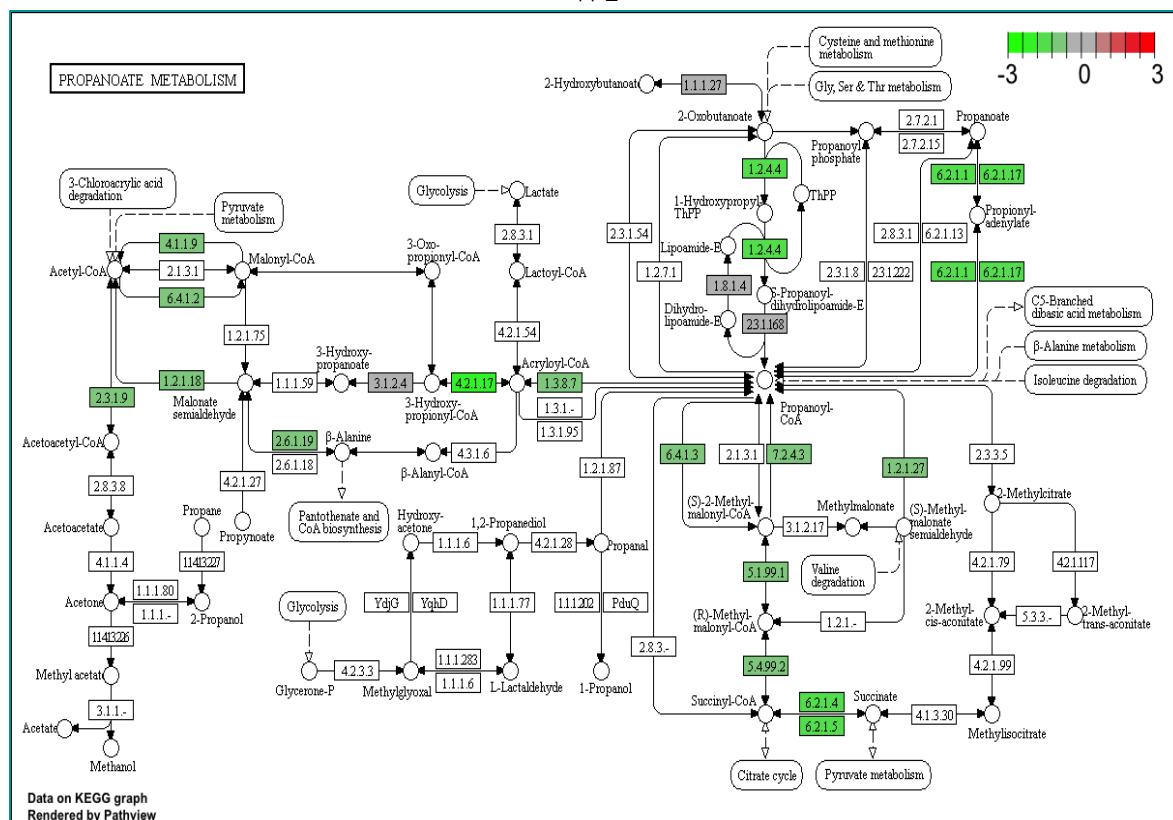 PROPANOATE METABOLISM
-3 0 3
Cysteine and methionine
metabolism
Gly, Ser & Thr metabolism
2-Hydroxybutanoate
1.1.1.27
2-Oxobutanoate
2.7.2.1
2.7.2.15
Propanoyl
phosphate
Propanoate
3-Chloroacrylic acid
degradation
Pyruvate
metabolism
Glycolysis
Lactate
1.2.4.4
ThPP
6.2.1.1
6.2.1.17
1-Hydroxypropyl-
ThPP
Propionyl-
adenylate
4.1.1.9
Malonyl-CoA
Acetyl-CoA
2.1.3.1
6.4.1.2
3-Oxo-
propionyl-CoA
2.8.3.1
Lactoyl-CoA
2.3.1.54
1.2.7.1
Lipoamide-E
1.2.4.4
1.8.1.4
S-Propanoyl-
dihydrolipoamide-E
Dihydro-
lipoamide-E
2.3.1.168
2.3.1.8
2.3.1.222
2.8.3.1
6.2.1.13
6.2.1.1
6.2.1.17
C5-Branched
dibasic acid metabolism
β-Alanine metabolism
Isoleucine degradation
1.2.1.75
4.2.1.54
3-Hydroxy-
propanoate
Acryloyl-CoA
1.2.1.18
1.1.1.59
3.1.2.4
4.2.1.17
1.3.8.7
2.3.1.9
Malonate
semialdehyde
3-Hydroxy-
propionyl-CoA
1.3.1.-
1.3.1.95
Propanoyl-
CoA
Acetoacetyl-CoA
2.6.1.19
2.6.1.18
β-Alanine
4.3.1.6
β-Alanyl-CoA
1.2.1.87
6.4.1.3
2.1.3.1
7.2.4.3
1.2.1.27
2.3.3.5
2.8.3.8
4.2.1.27
Pantothenate and
CoA biosynthesis
(S)-2-Methyl-
malonyl-CoA
Methylmalonate
(S)-Methyl-
malonate
semialdehyde
2-Methylcitrate
Acetoacetate
Propane
Propynoate
Hydroxy-
acetone
1,2-Propanediol
1.1.1.6
4.2.1.28
Propanal
3.1.2.17
4.1.1.4
1.14.13.227
Valine
degradation
4.2.1.79
4.2.1.117
Acetone
1.1.1.80
1.1.1.-
2-Propanol
Glycolysis
YdjG
YqhD
1.1.1.77
1.1.1.202
PduQ
5.1.99.1
(R)-Methyl-
malonyl-CoA
1.2.1.-
2-Methyl-
cis-aconitate
5.3.3.-
2-Methyl-
trans-aconitate
1.14.13.226
2.8.3.-
Methyl acetate
Glycerone-P
4.2.3.3
Methylglyoxal
1.1.1.283
1.1.1.6
L-Lactaldehyde
1-Propanol
5.4.99.2
4.2.1.99
3.1.1.-
Acetate
Methanol
Succinyl-CoA
6.2.1.4
6.2.1.5
Succinate
4.1.3.30
Methylisocitrate
Citrate cycle
Pyruvate metabolism
Data on KEGG graph
Rendered by Pathview